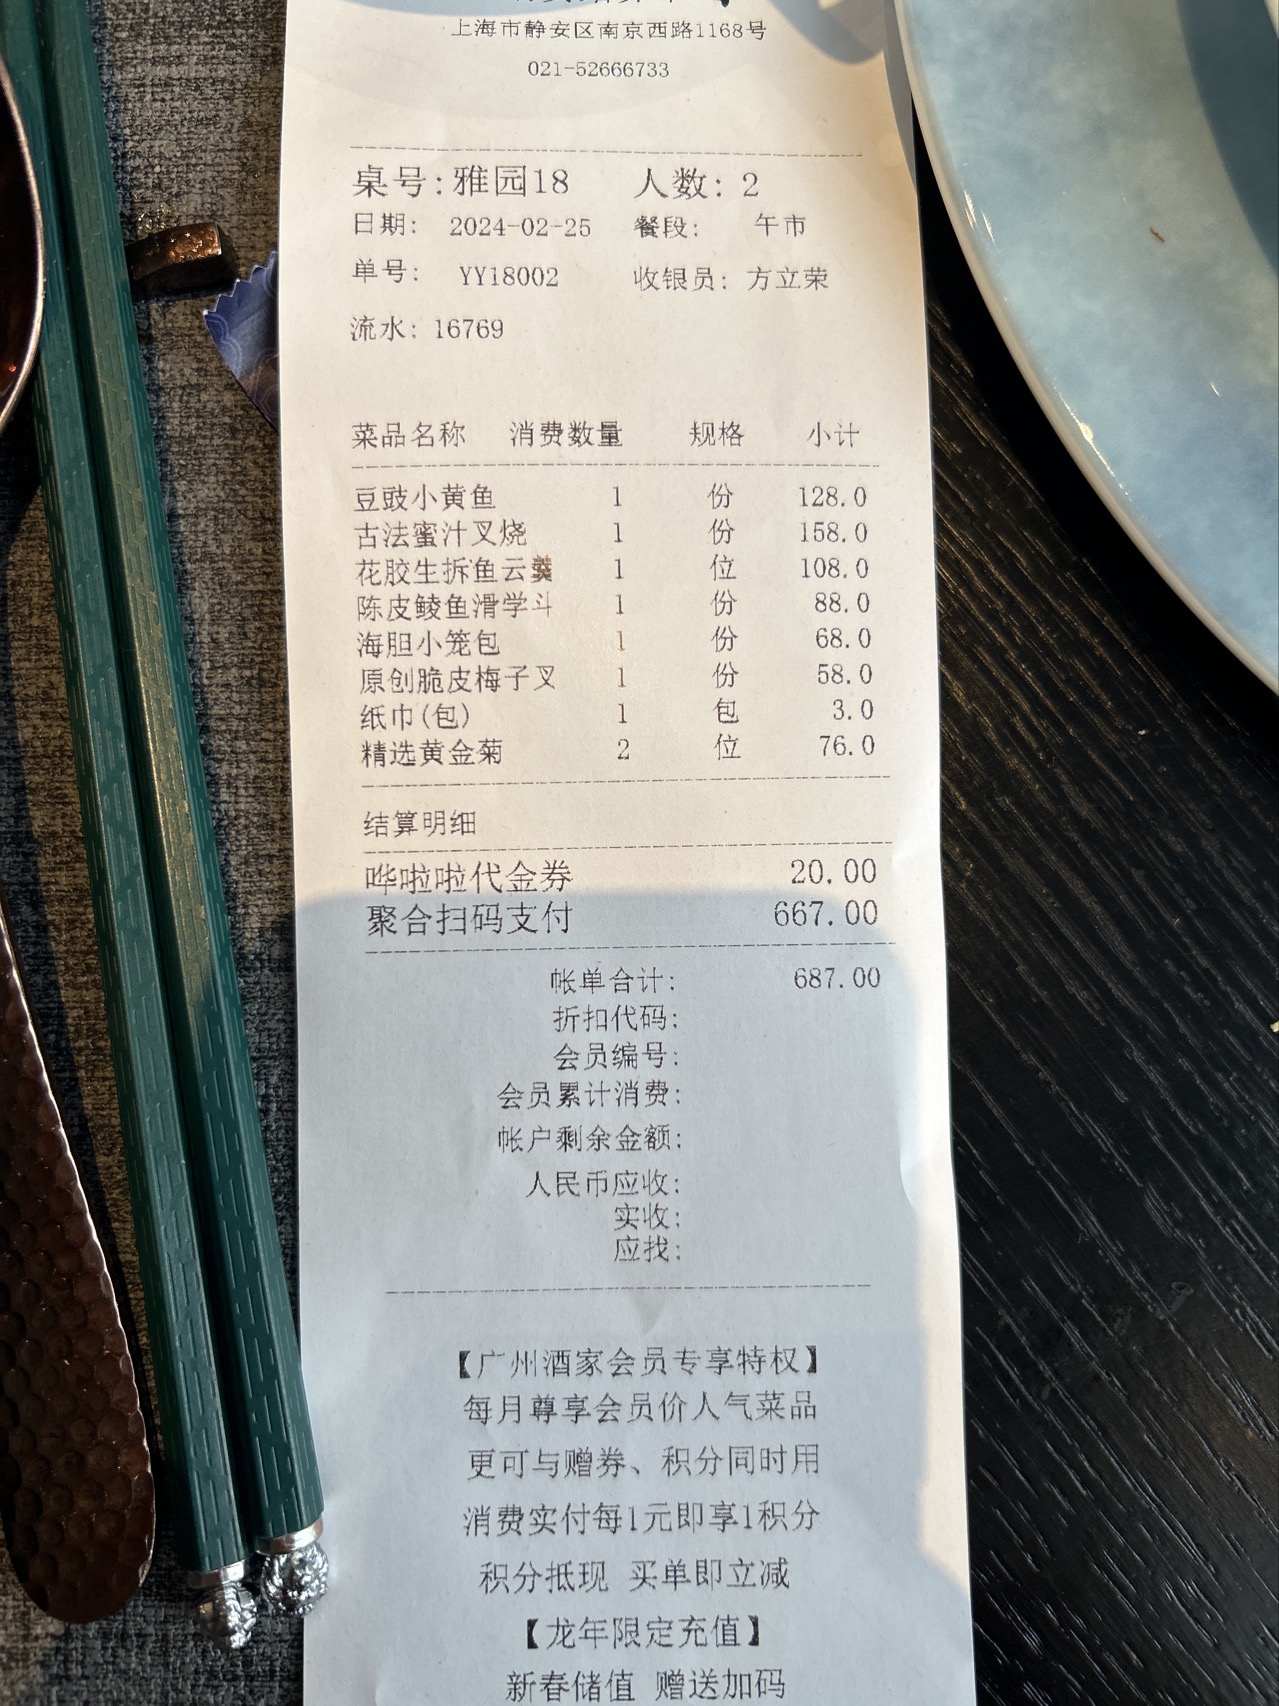 上海市静安区南京西路1168号
021-52666733
桌号:雅园18 人数: 2
日期: 2024-02-25 餐段: 午市
单号: YY18002 收银员: 方立荣
流水: 16769
菜品名称 消费数量 规格 小计
豆豉小黄鱼 1 份 128.0
古法蜜汁叉烧 1 份 158.0
花胶生拆鱼云羹 1 位 108.0
陈皮鲮鱼滑学斗 1 份 88.0
海胆小笼包 1 份 68.0
原创脆皮梅子叉 1 份 58.0
纸巾(包) 1 包 3.0
精选黄金菊 2 位 76.0
结算明细
哗啦啦代金券 20.00
聚合扫码支付 667.00
帐单合计: 687.00
折扣代码:
会员编号:
会员累计消费:
帐户剩余金额:
人民币应收:
实收:
应找:
【广州酒家会员专享特权】
每月尊享会员价人气菜品
更可与赠券、积分同时用
消费实付每1元即享1积分
积分抵现 买单即立减
【龙年限定充值】
新春储值 赠送加码